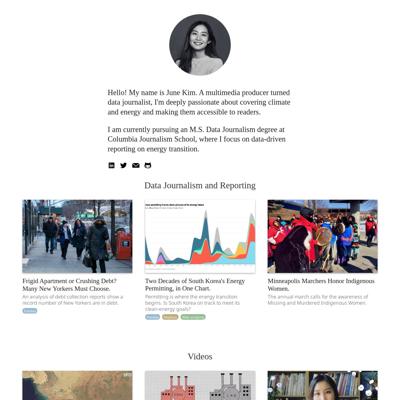 Hello! My name is June Kim. A multimedia producer turned
data journalist, I'm deeply passionate about covering climate
and energy and making them accessible to readers.
I am currently pursuing an M.S. Data Journalism degree at
Columbia Journalism School, where I focus on data-driven
reporting on energy transition.
Data Journalism and Reporting
Frigid Apartment or Crushing Debt?
Many New Yorkers Must Choose.
An analysis of debt collection reports show a
record number of New Yorkers are in debt.
Two Decades of South Korea's Energy
Permitting, in One Chart.
Permitting is where the energy transition
begins. Is South Korea on track to meet its
clean-energy goals?
Minneapolis Marchers Honor Indigenous
Women.
The annual march calls for the awareness of
Missing and Murdered Indigenous Women.
Videos